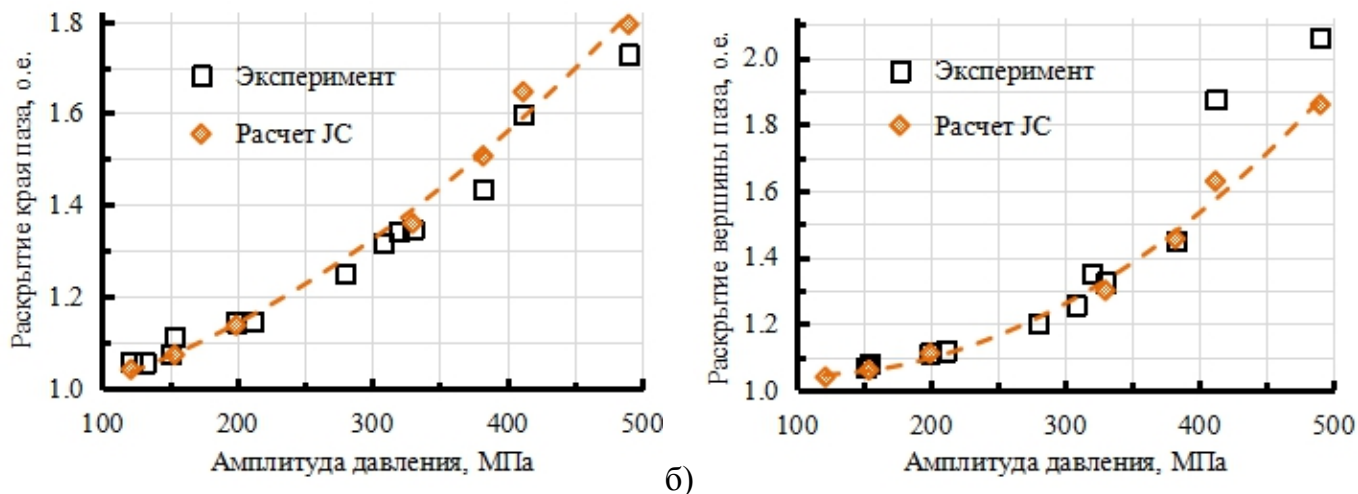 Раскрытие края паза, о.е.
1.8
1.6
1.4
1.2
1.0
Эксперимент
Расчет JC
100 200 300 400 500
Амплитуда давления, МПа
б)
Раскрытие вершины паза, о.е.
2.0
1.8
1.6
1.4
1.2
1.0
Эксперимент
Расчет JC
100 200 300 400 500
Амплитуда давления, МПа